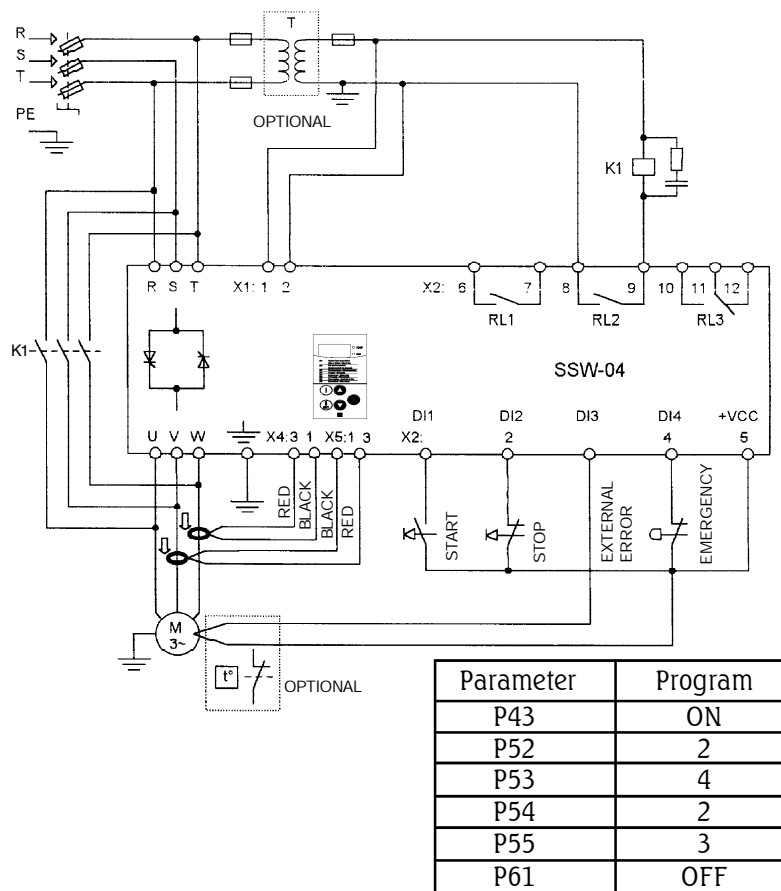 T
R
S
T
PE
OPTIONAL
K1
R S T X1: 1 2 X2: 6 7 8 9 10 11 12
RL1 RL2 RL3
K1
SSW-04
DI1 DI2 DI3 DI4 +VCC
U V W X4:3 1 X5:1 3 X2: 2 4 5
RED
BLACK
BLACK
RED
START
STOP
EXTERNAL
ERROR
EMERGENCY
M
3~
t°
OPTIONAL
Parameter Program
P43 ON
P52 2
P53 4
P54 2
P55 3
P61 OFF